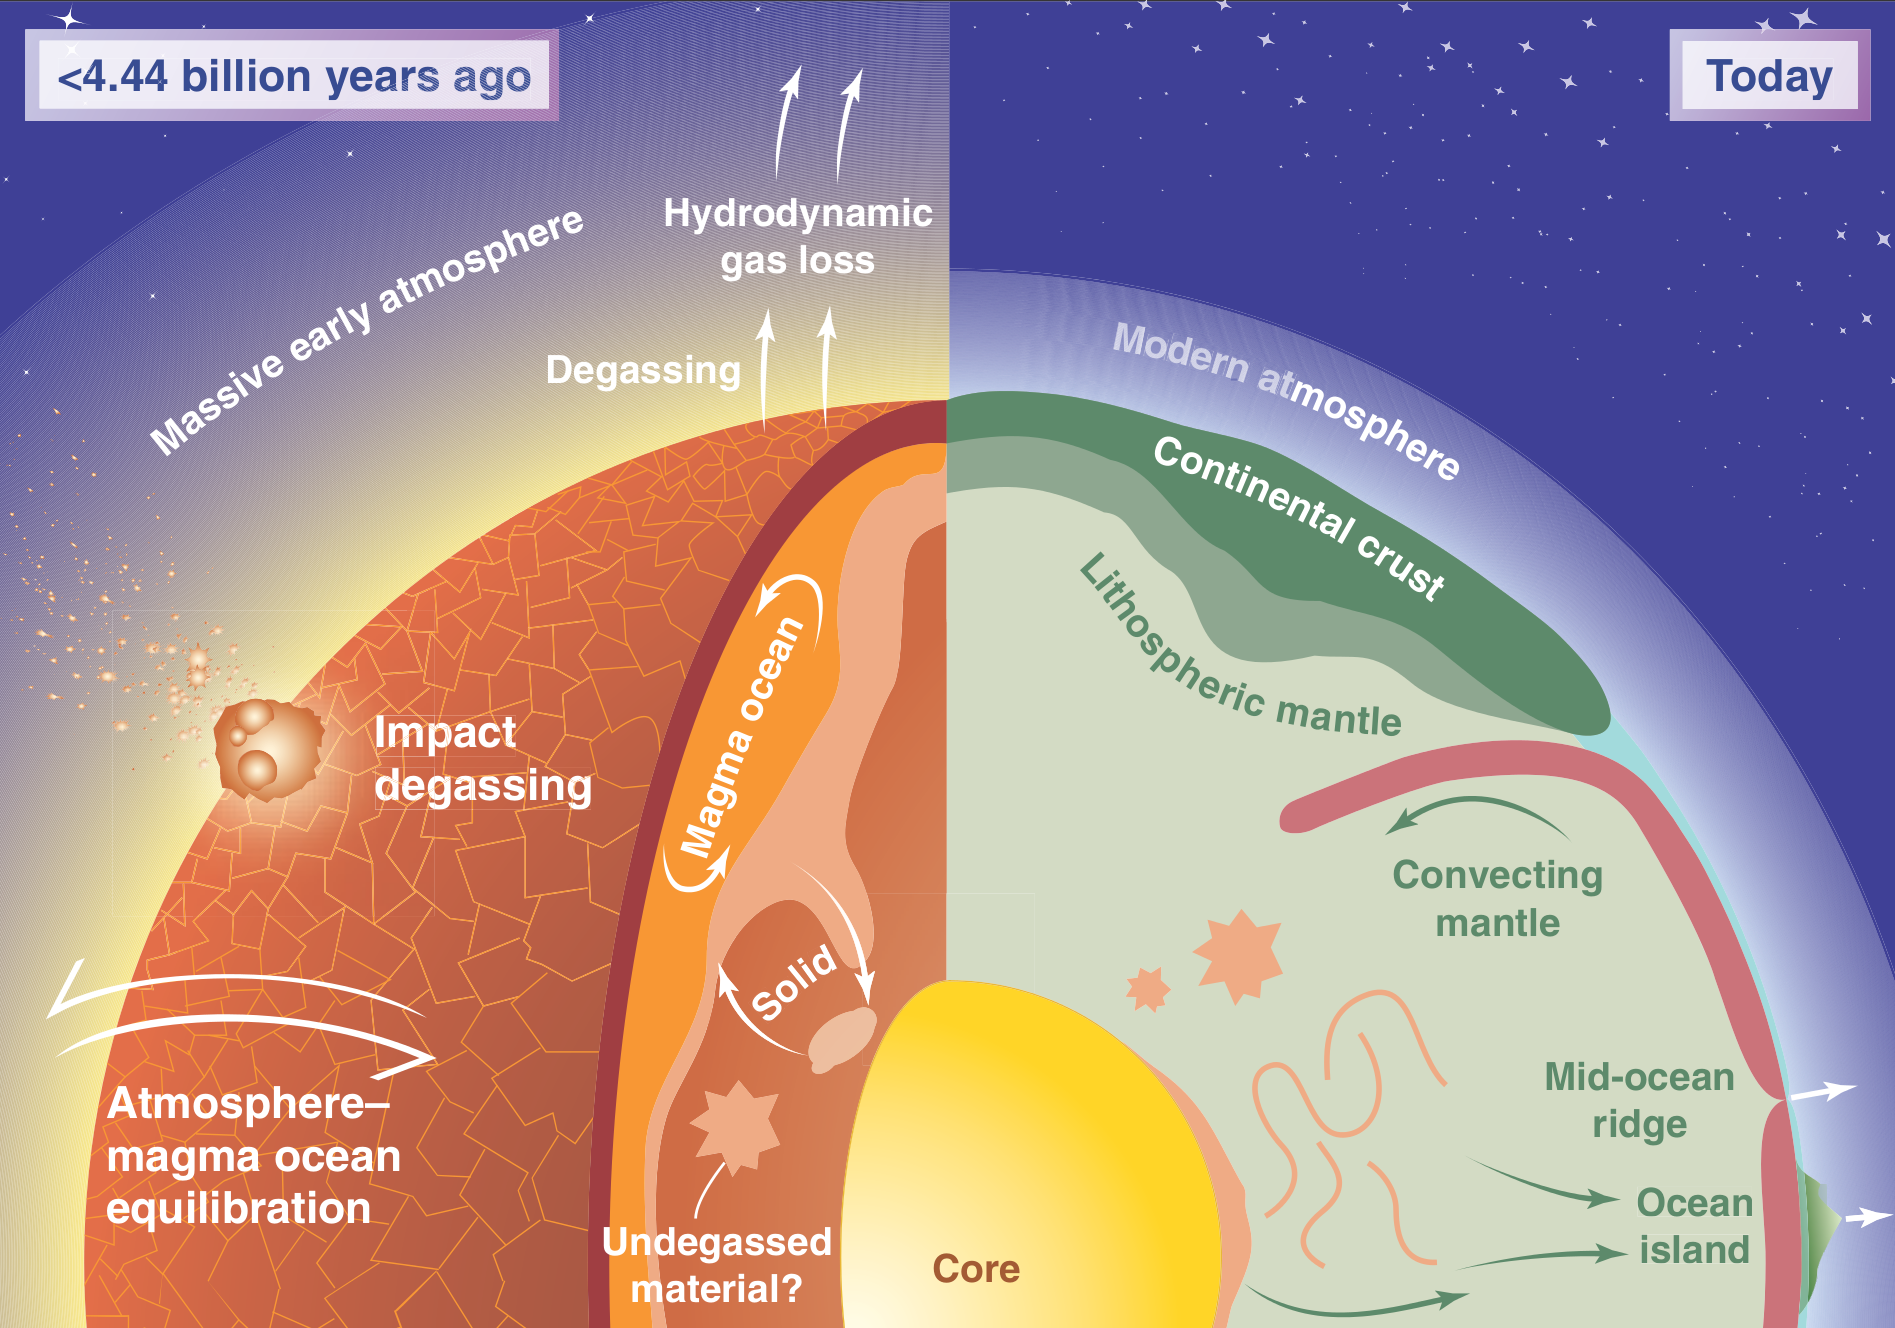 <4.44 billion years ago
Today
Hydrodynamic
gas loss
Massive early atmosphere
Degassing
Modern atmosphere
Continental crust
Lithospheric mantle
Magma ocean
Impact
degassing
Convecting
mantle
Solid
Atmosphere–
magma ocean
equilibration
Mid-ocean
ridge
Ocean
island
Undegassed
material?
Core